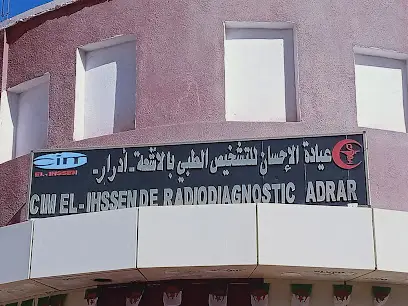 عيادة الإحسان للتشخيص الطبي بالأشعة - أدرار -
cim
EL-IHSSEN
CIM EL-IHSSEN DE RADIODIAGNOSTIC ADRAR